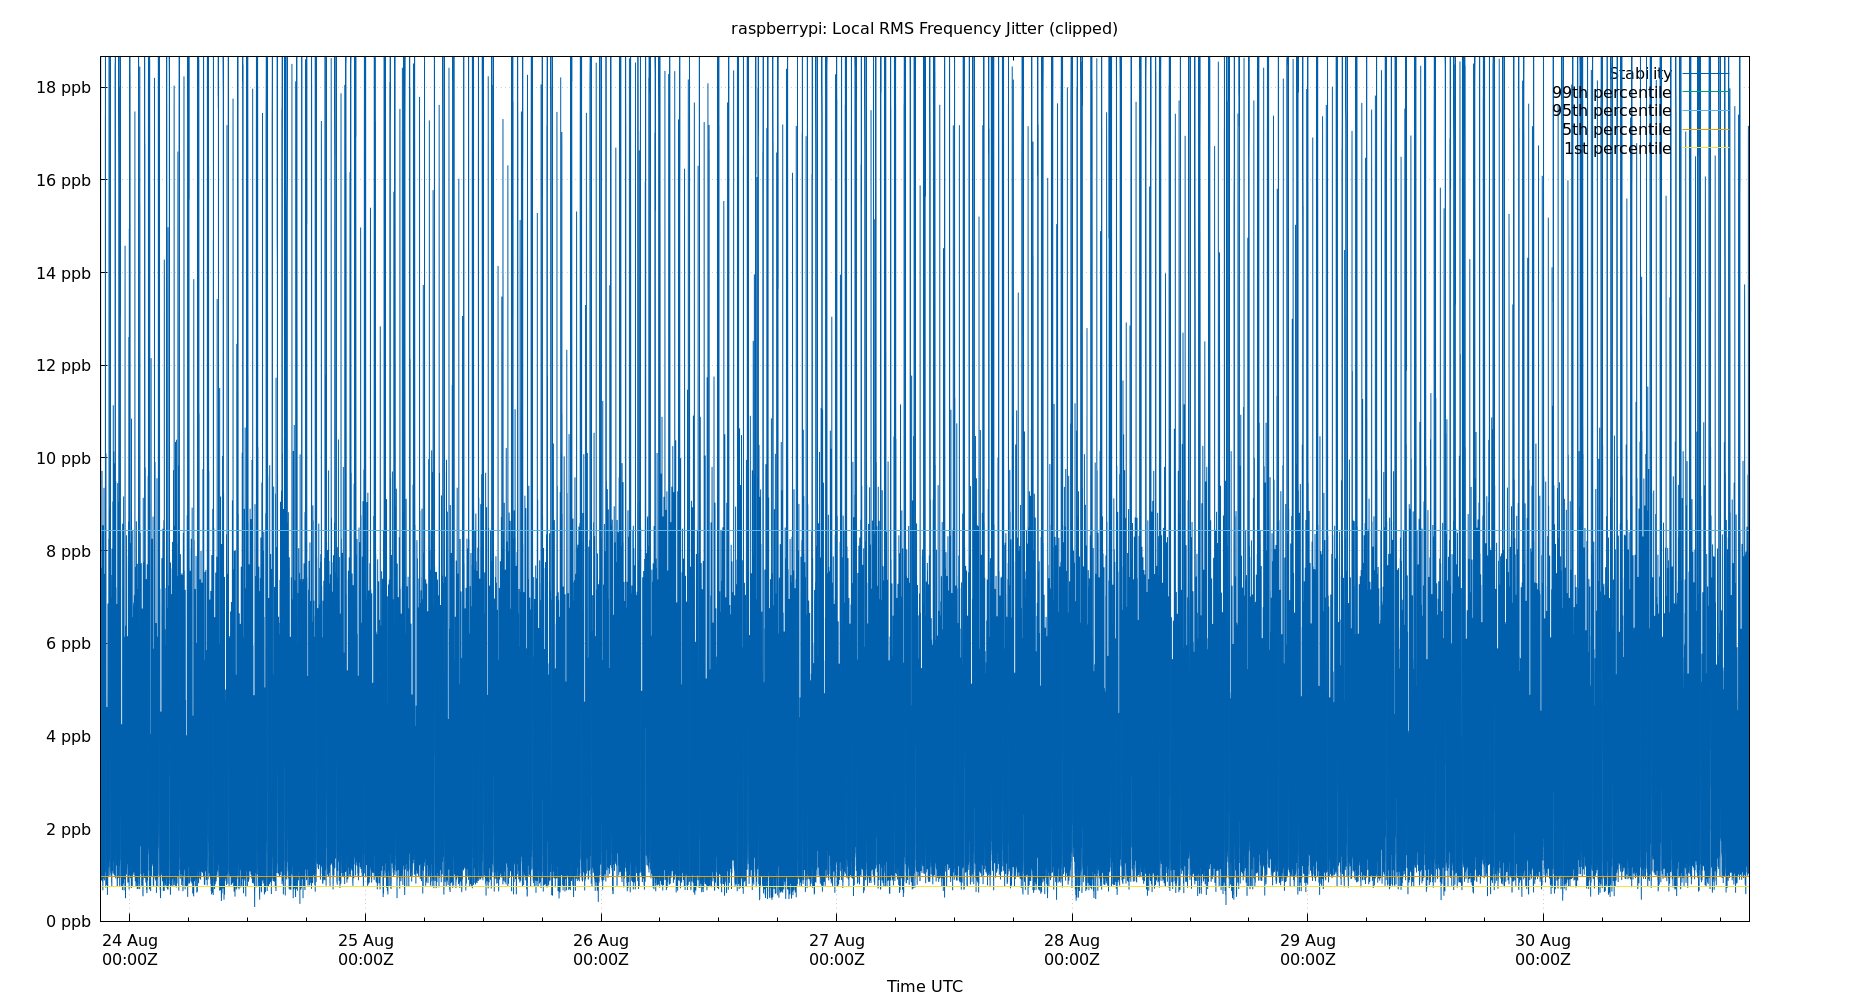 raspberrypi: Local RMS Frequency Jitter (clipped)
Stability
99th percentile
95th percentile
5th percentile
1st percentile
18 ppb
16 ppb
14 ppb
12 ppb
10 ppb
8 ppb
6 ppb
4 ppb
2 ppb
0 ppb
24 Aug 25 Aug 26 Aug 27 Aug 28 Aug 29 Aug 30 Aug
00:00Z 00:00Z 00:00Z 00:00Z 00:00Z 00:00Z 00:00Z
Time UTC